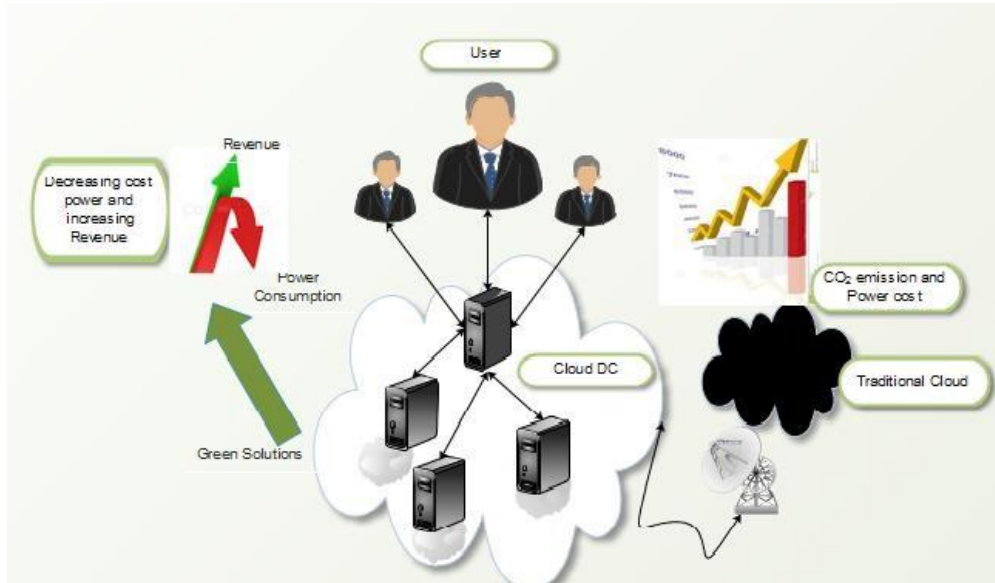 User
Revenue
Decreasing cost
power and
increasing
Revenue
Power
Consumption
CO₂ emission and
Power cost
Cloud DC
Traditional Cloud
Green Solutions